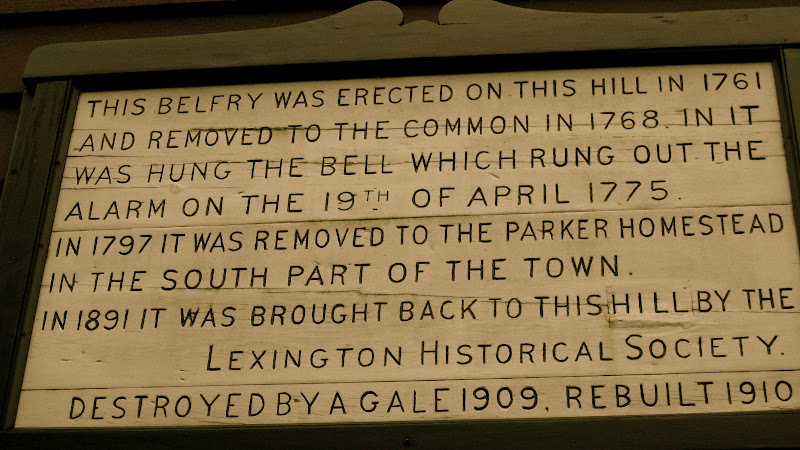 THIS BELFRY WAS ERECTED ON THIS HILL IN 1761
AND REMOVED TO THE COMMON IN 1768. IN IT
WAS HUNG THE BELL WHICH RUNG OUT THE
ALARM ON THE 19TH OF APRIL 1775.
IN 1797 IT WAS REMOVED TO THE PARKER HOMESTEAD
IN THE SOUTH PART OF THE TOWN.
IN 1891 IT WAS BROUGHT BACK TO THIS HILL BY THE
LEXINGTON HISTORICAL SOCIETY.
DESTROYED BY A GALE 1909. REBUILT 1910